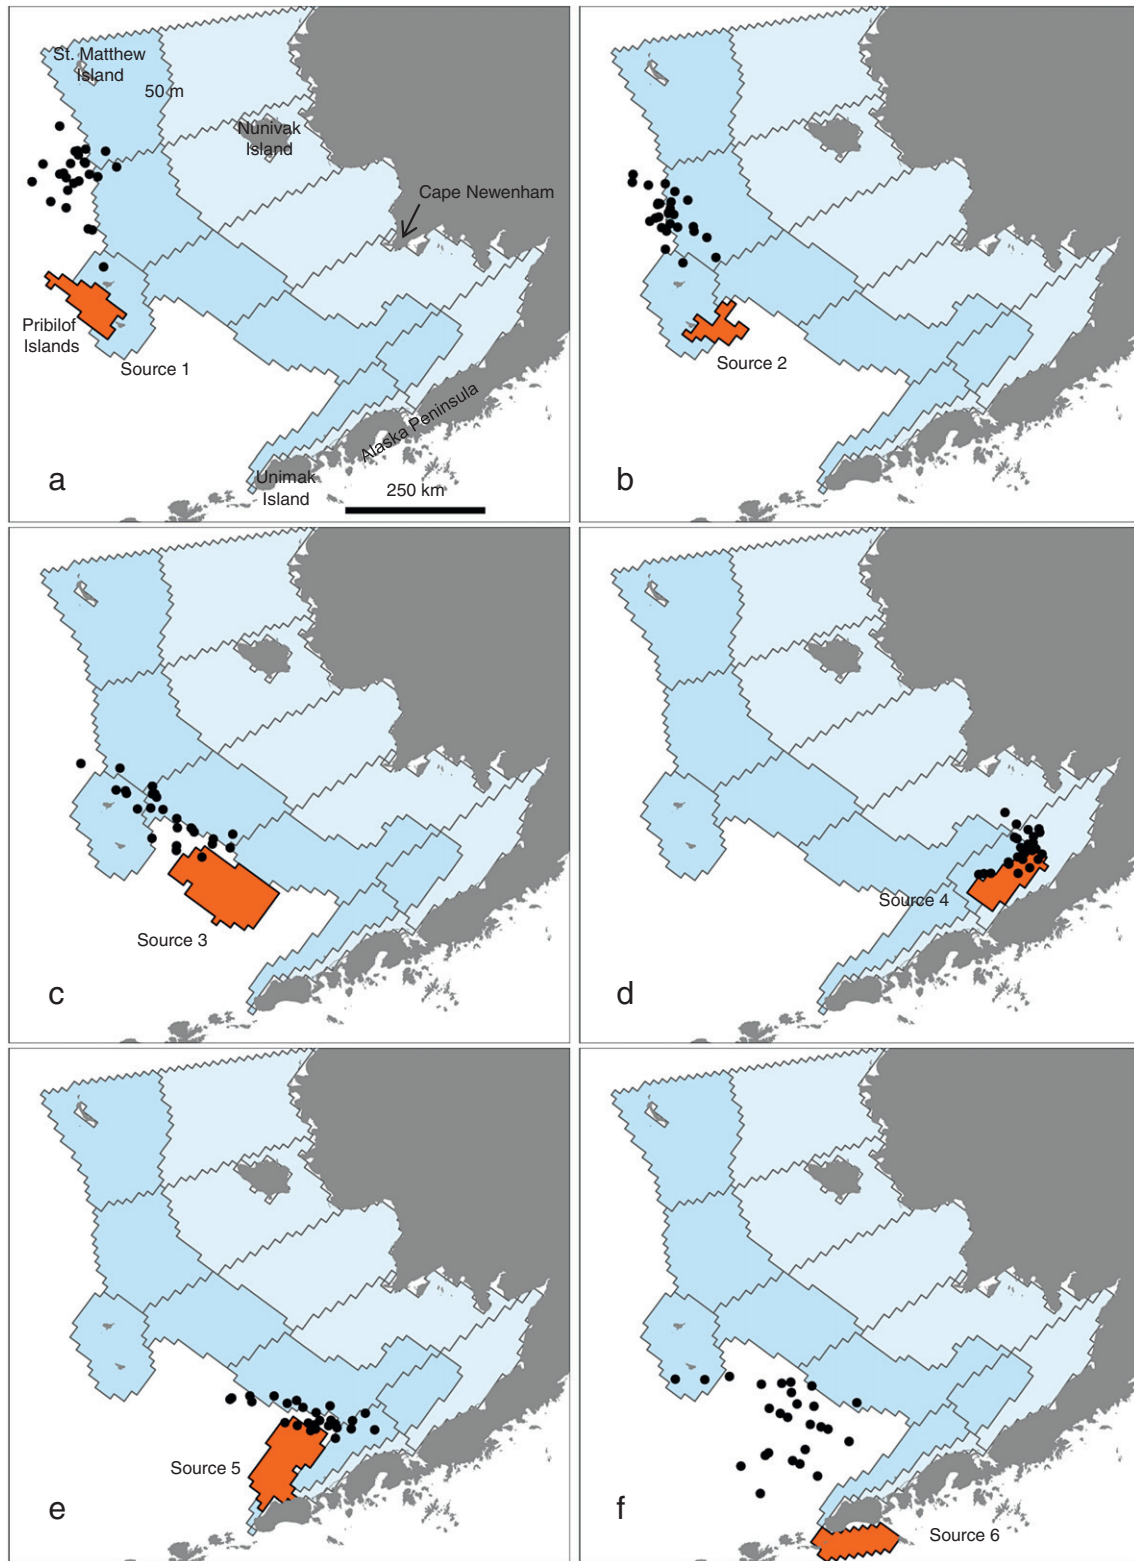 St. Matthew
Island
50 m
Nunivak
Island
Cape Newenham
Pribilof
Islands
Source 1
Alaska Peninsula
Unimak
Island
250 km
a
Source 2
b
Source 3
c
Source 4
d
Source 5
e
Source 6
f